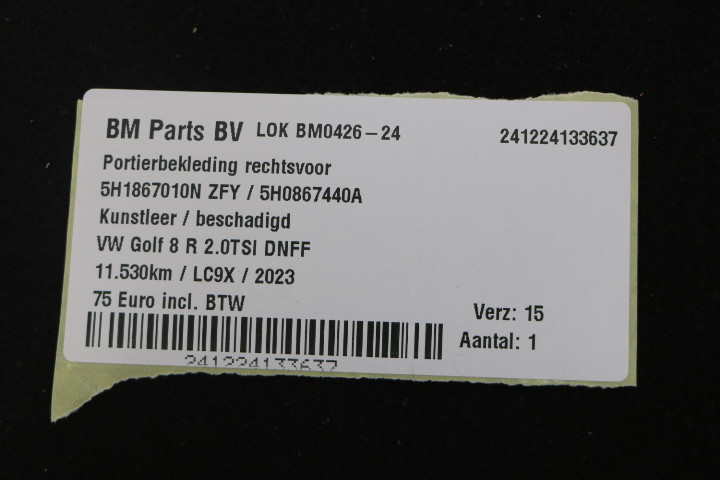 BM Parts BV LOK BM0426-24 241224133637
Portierbekleding rechtsvoor
5H1867010N ZFY / 5H0867440A
Kunstleer / beschadigd
VW Golf 8 R 2.0TSI DNFF
11.530km / LC9X / 2023
75 Euro incl. BTW
Verz: 15
Aantal: 1
241224133637